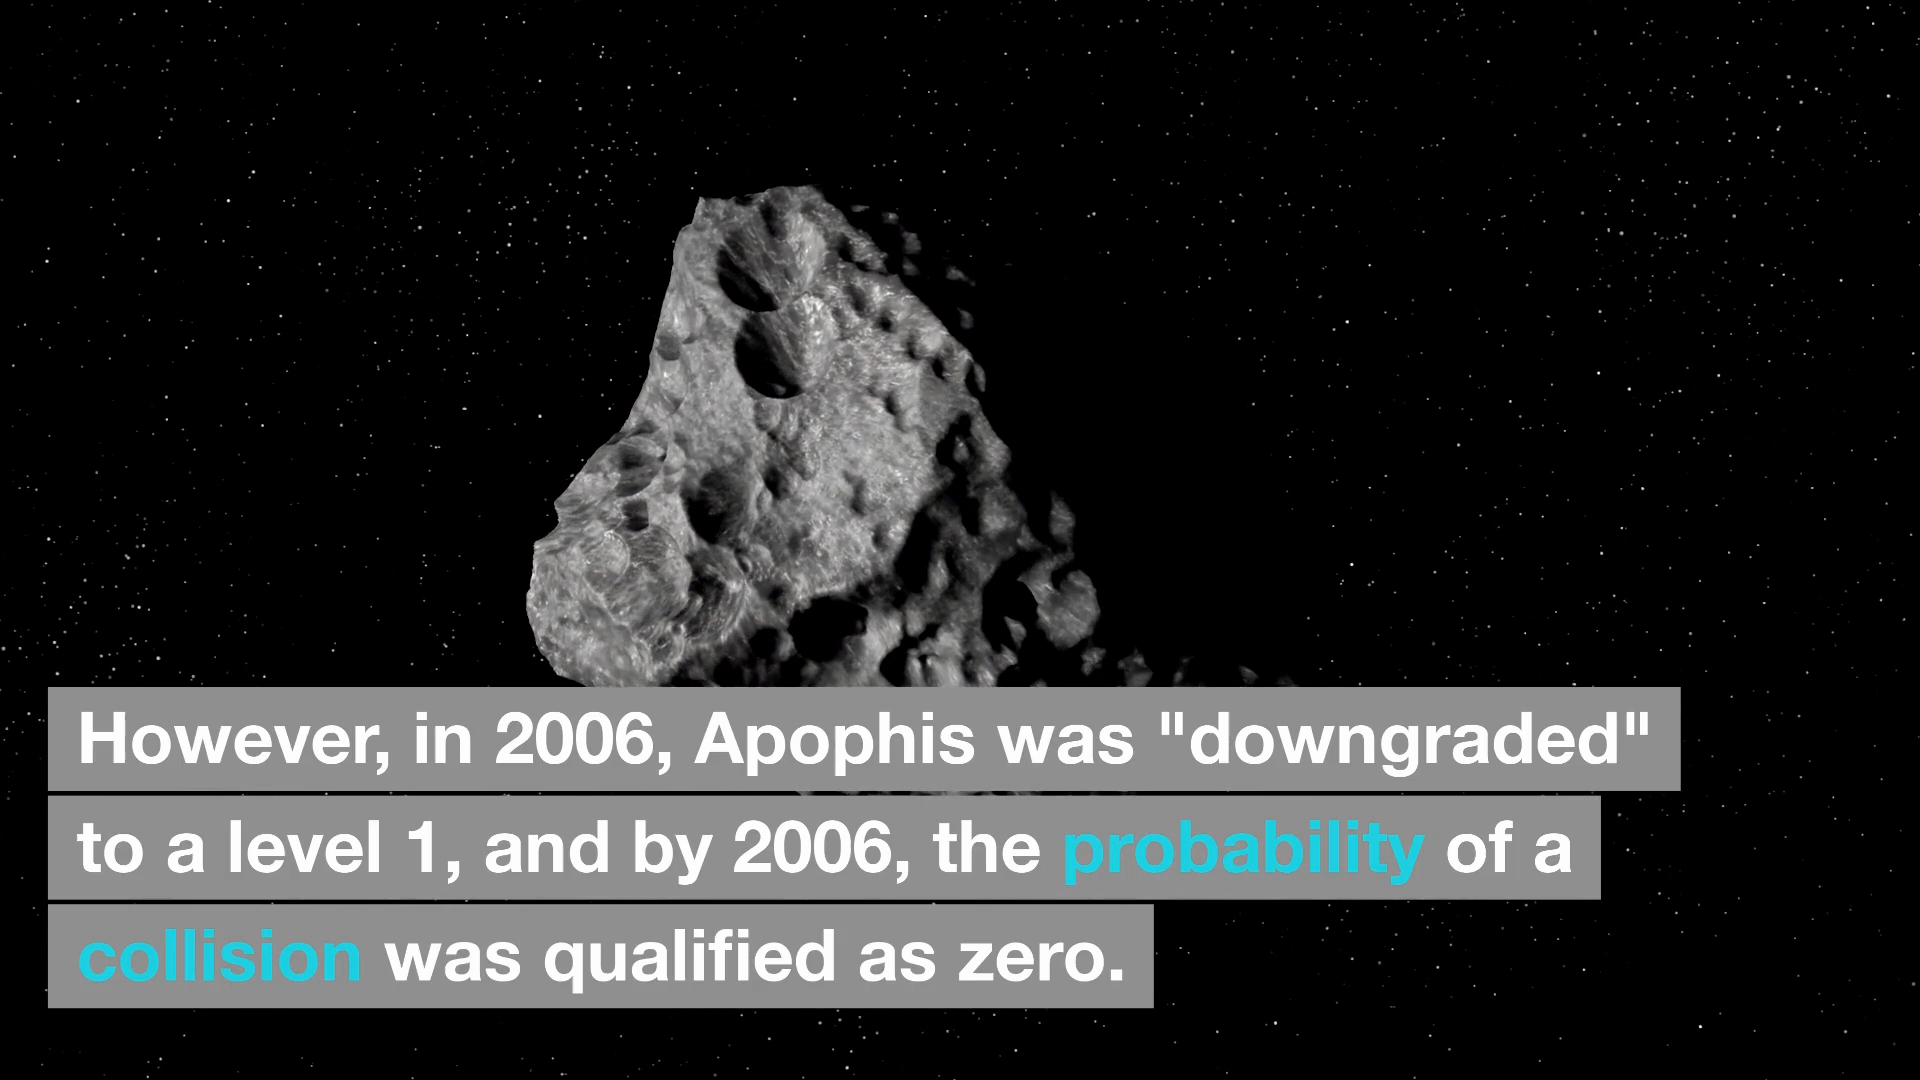 However, in 2006, Apophis was "downgraded"
to a level 1, and by 2006, the probability of a
collision was qualified as zero.